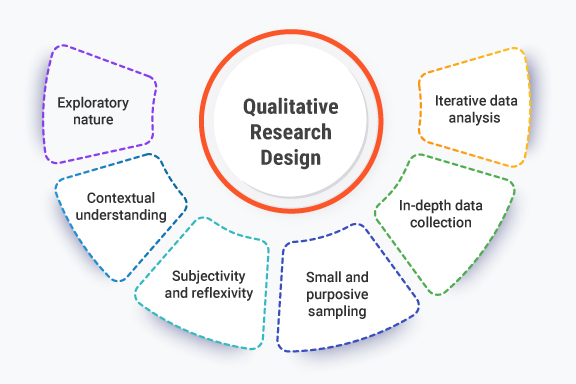 Qualitative
Research
Design
Exploratory
nature
Contextual
understanding
Subjectivity
and reflexivity
Small and
purposive
sampling
In-depth data
collection
Iterative data
analysis